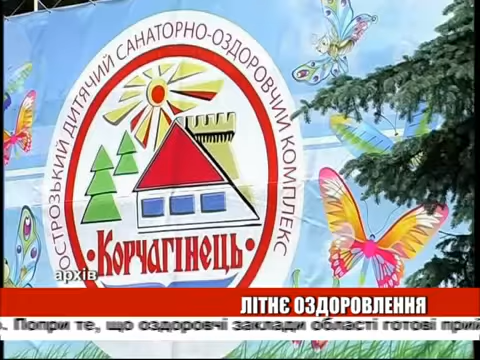 ОСТРОЗЬКИЙ ДИТЯЧИЙ САНАТОРНО-ОЗДОРОВЧИЙ КОМПЛЕКС
·КОРЧАГІНЕЦЬ·
архів
ЛІТНЄ ОЗДОРОВЛЕННЯ
. Попри те, що оздоровчі заклади області готові